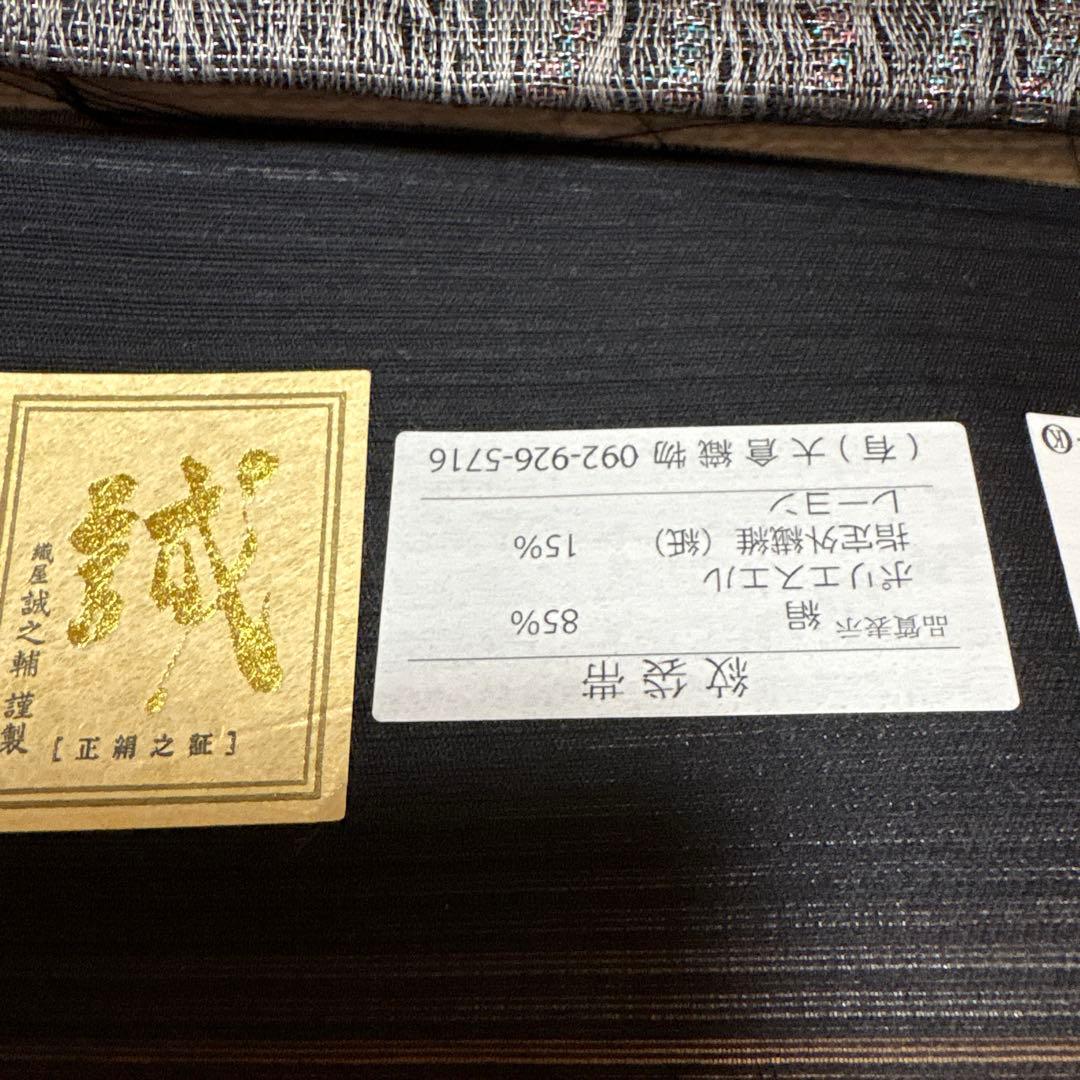 誠
織屋 誠之輔 謹製
[正絹之証]
紋袋帯
品質表示 絹 85%
ポリエステル
指定外繊維（紙） 15%
レーヨン
(有)大倉織物 092-926-5716
K